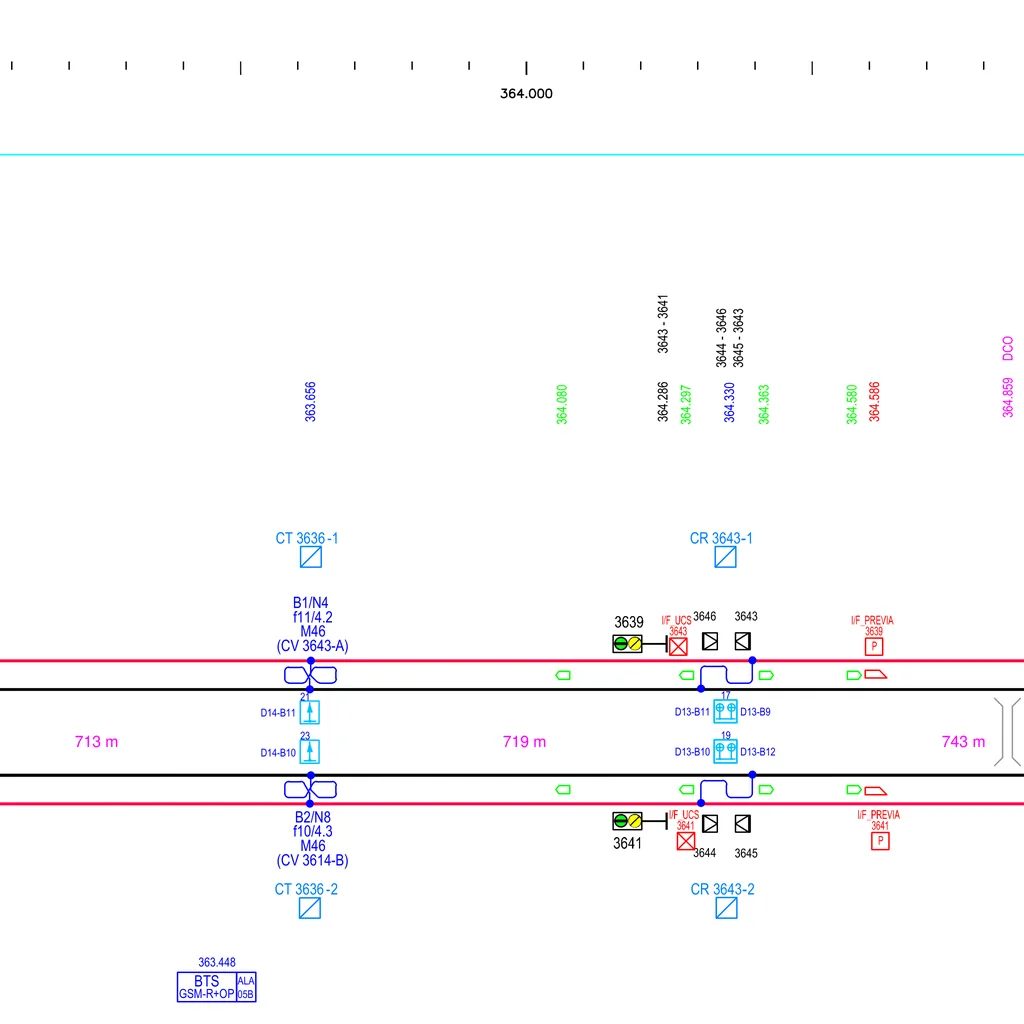 364.000
3643 - 3641
3644 - 3646
3645 - 3643
DCO
363.656
364.080
364.286
364.297
364.330
364.363
364.580
364.586
364.859
CT 3636-1
CR 3643-1
B1/N4
f11/4.2
M46
(CV 3643-A)
3639
I/F_UCS
3643
3646
3643
I/F_PREVIA
3639
P
21
D14-B11
17
D13-B11
D13-B9
713 m
719 m
743 m
23
D14-B10
19
D13-B10
D13-B12
B2/N8
f10/4.3
M46
(CV 3614-B)
3641
I/F_UCS
3641
3644
3645
I/F_PREVIA
3641
P
CT 3636-2
CR 3643-2
363.448
BTS
GSM-R+OP
ALA
05B